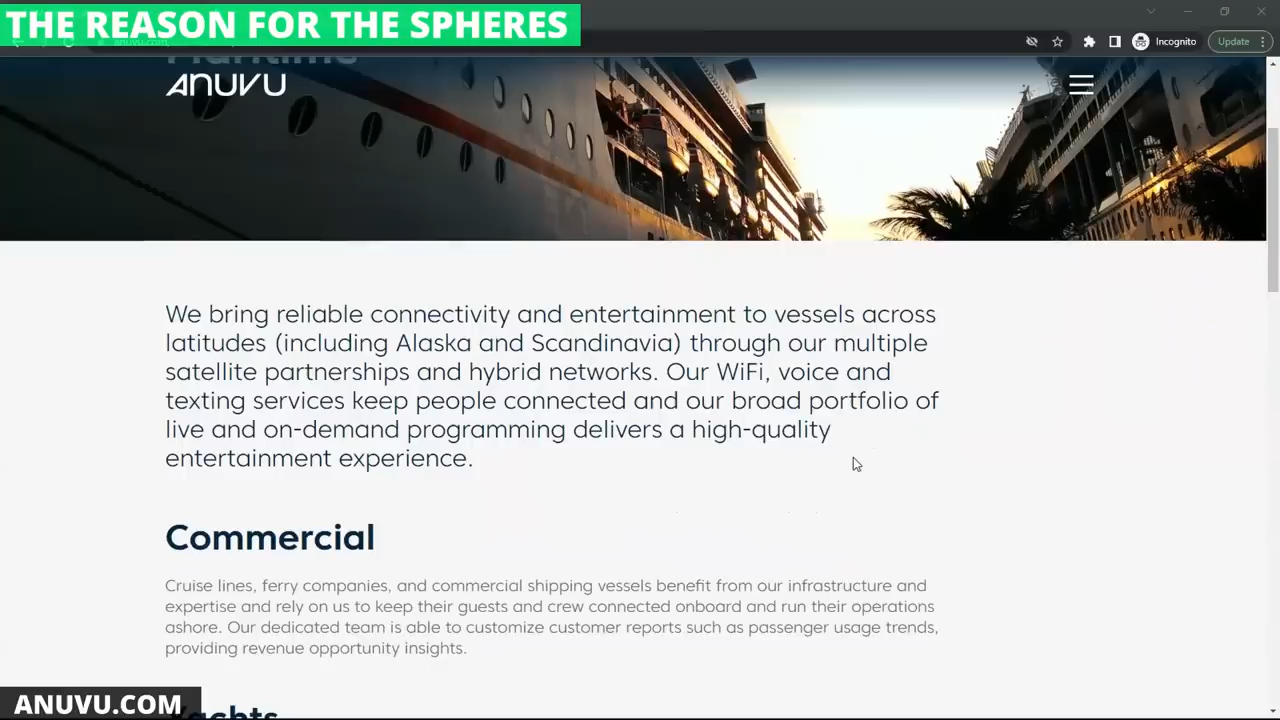 THE REASON FOR THE SPHERES
anuvu.com
Incognito
Update
Maritime
ANUVU
We bring reliable connectivity and entertainment to vessels across
latitudes (including Alaska and Scandinavia) through our multiple
satellite partnerships and hybrid networks. Our WiFi, voice and
texting services keep people connected and our broad portfolio of
live and on-demand programming delivers a high-quality
entertainment experience.
Commercial
Cruise lines, ferry companies, and commercial shipping vessels benefit from our infrastructure and
expertise and rely on us to keep their guests and crew connected onboard and run their operations
ashore. Our dedicated team is able to customize customer reports such as passenger usage trends,
providing revenue opportunity insights.
Yachts
ANUVU.COM